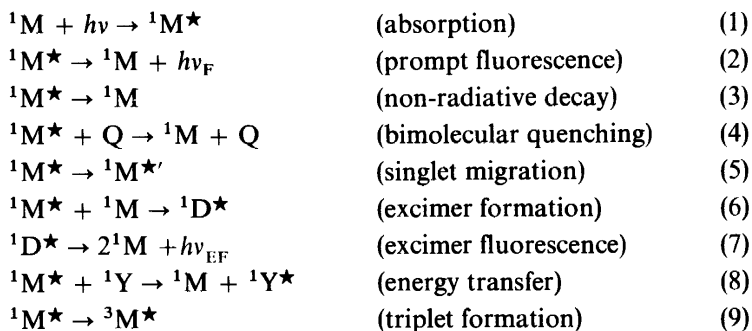 ¹M + hν → ¹M★ (absorption) (1)
¹M★ → ¹M + hν_F (prompt fluorescence) (2)
¹M★ → ¹M (non-radiative decay) (3)
¹M★ + Q → ¹M + Q (bimolecular quenching) (4)
¹M★ → ¹M★′ (singlet migration) (5)
¹M★ + ¹M → ¹D★ (excimer formation) (6)
¹D★ → 2¹M + hν_EF (excimer fluorescence) (7)
¹M★ + ¹Y → ¹M + ¹Y★ (energy transfer) (8)
¹M★ → ³M★ (triplet formation) (9)